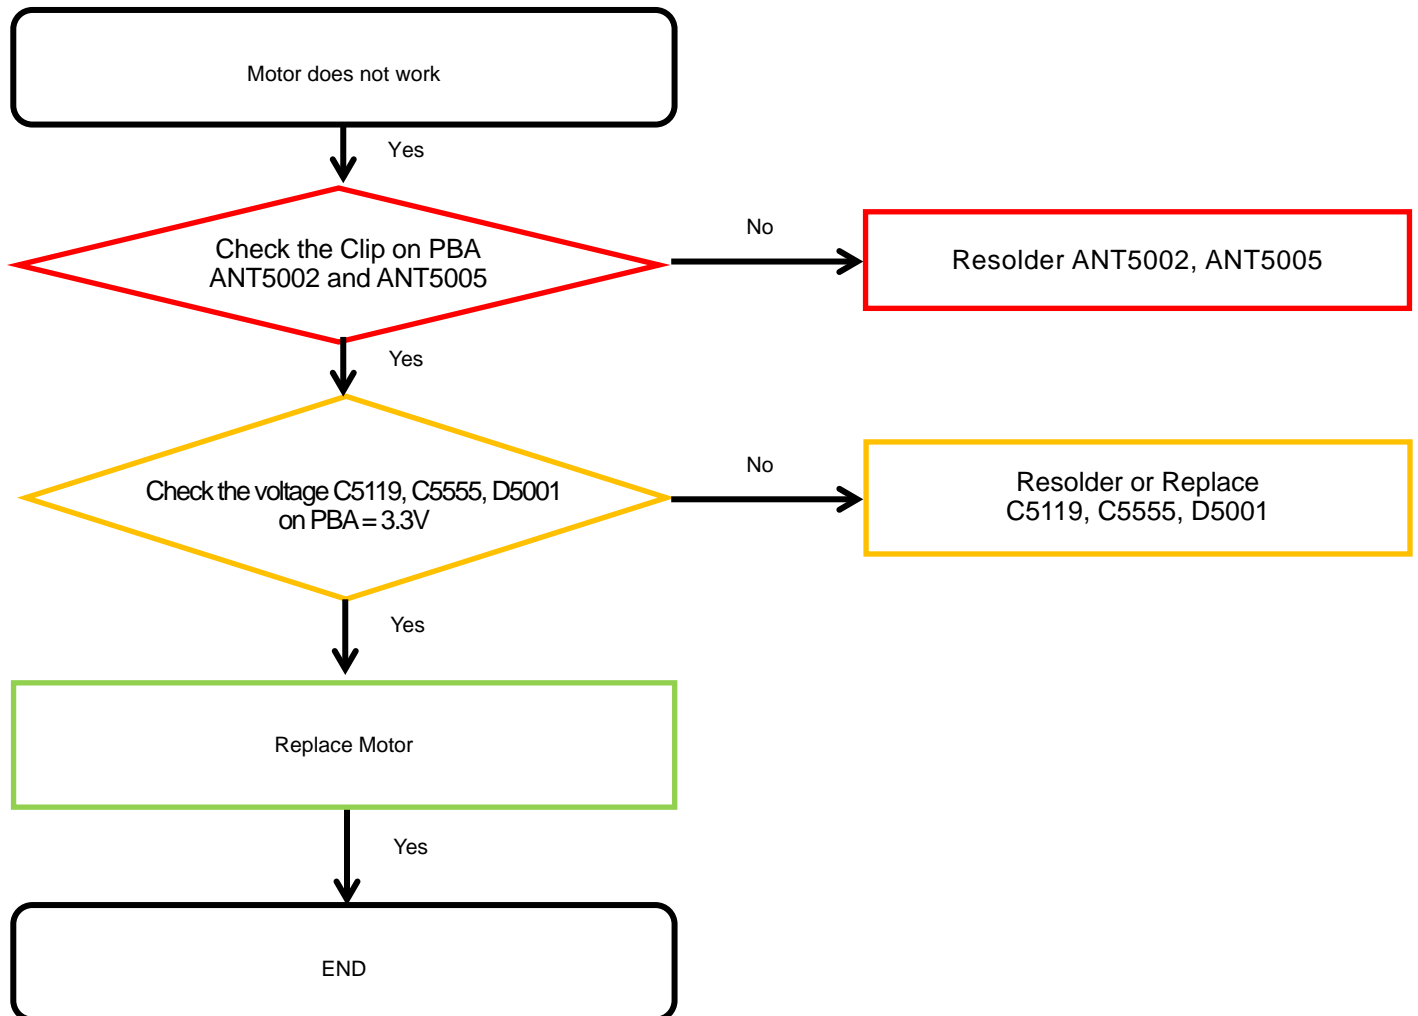 Motor does not work
Yes
Check the Clip on PBA
ANT5002 and ANT5005
No
Resolder ANT5002, ANT5005
Yes
Check the voltage C5119, C5555, D5001
on PBA = 3.3V
No
Resolder or Replace
C5119, C5555, D5001
Yes
Replace Motor
Yes
END